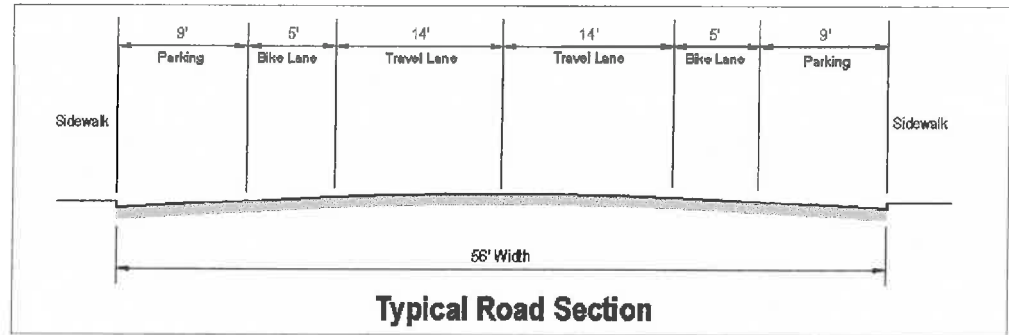 9' 5' 14' 14' 5' 9'
Parking Bike Lane Travel Lane Travel Lane Bike Lane Parking
Sidewalk Sidewalk
56' Width
Typical Road Section